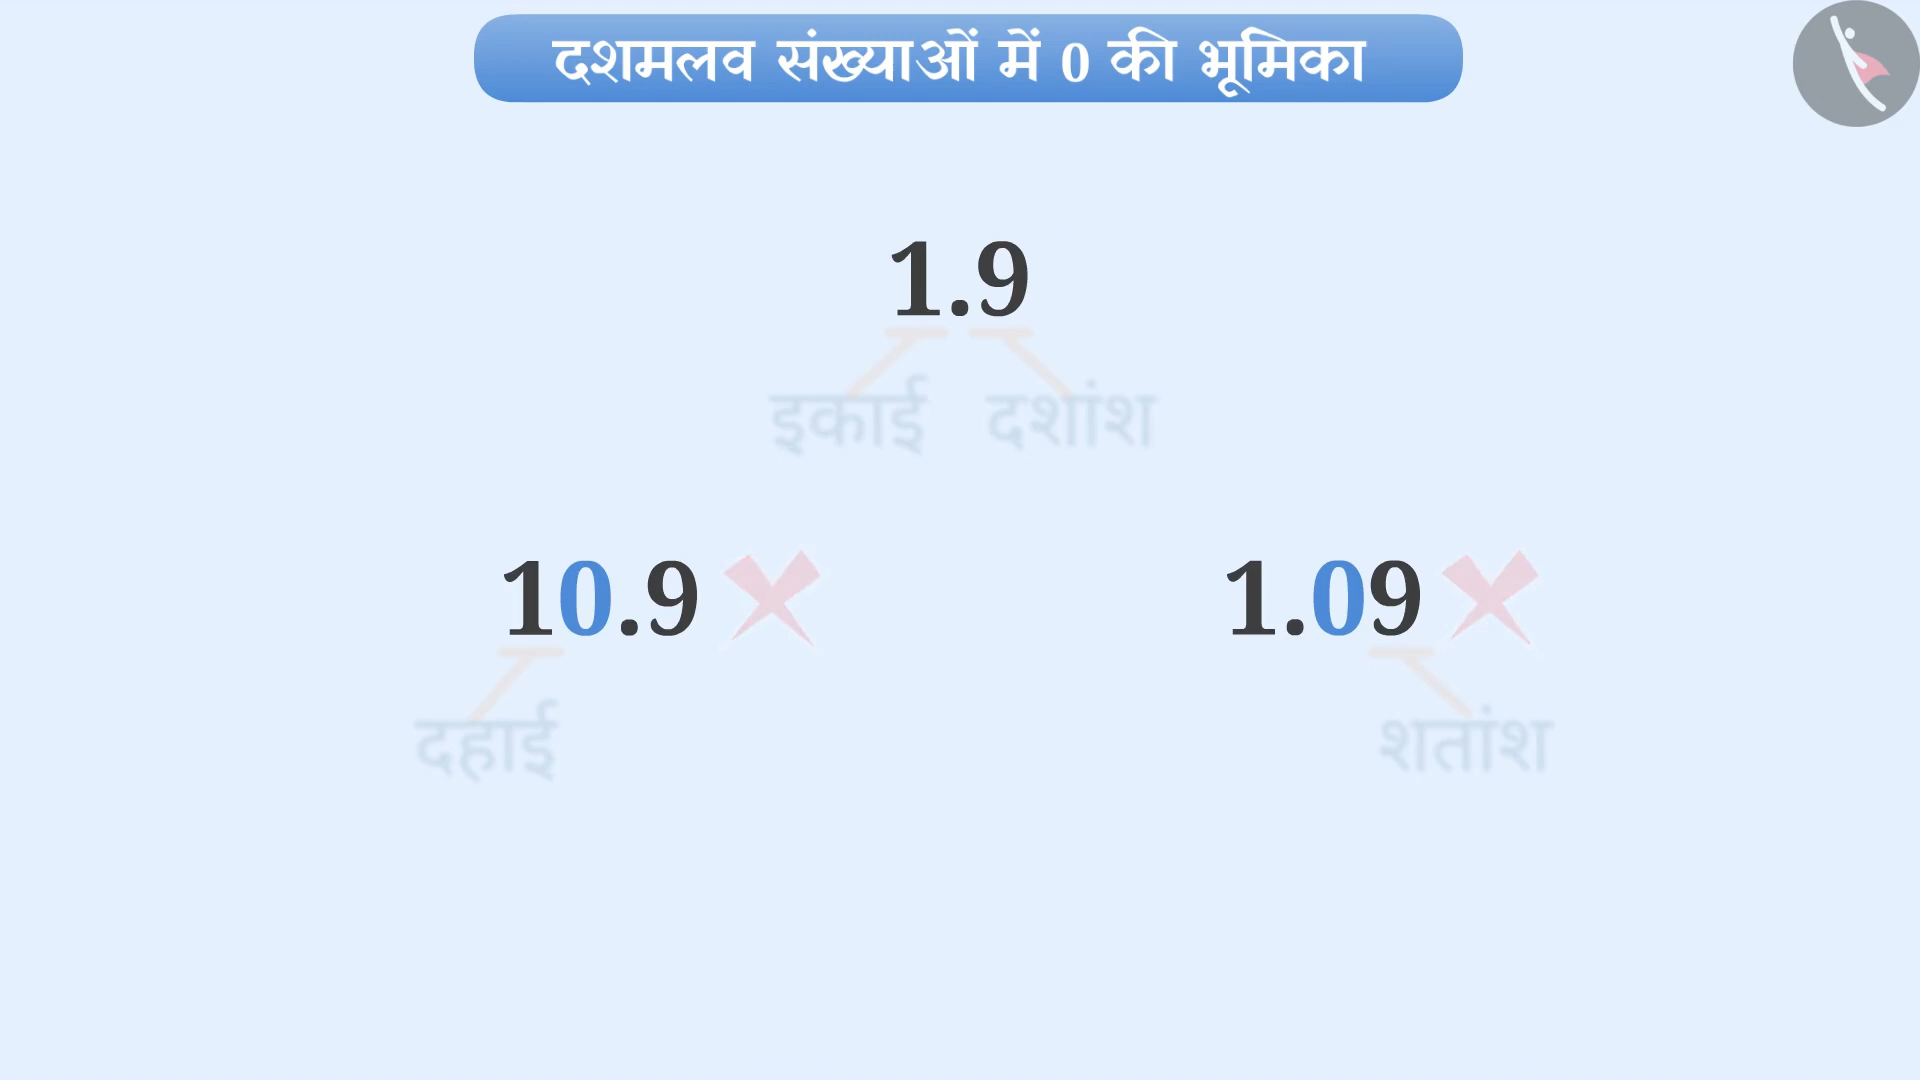 दशमलव संख्याओं में 0 की भूमिका
1.9
इकाई दशांश
10.9 1.09
दहाई शतांश